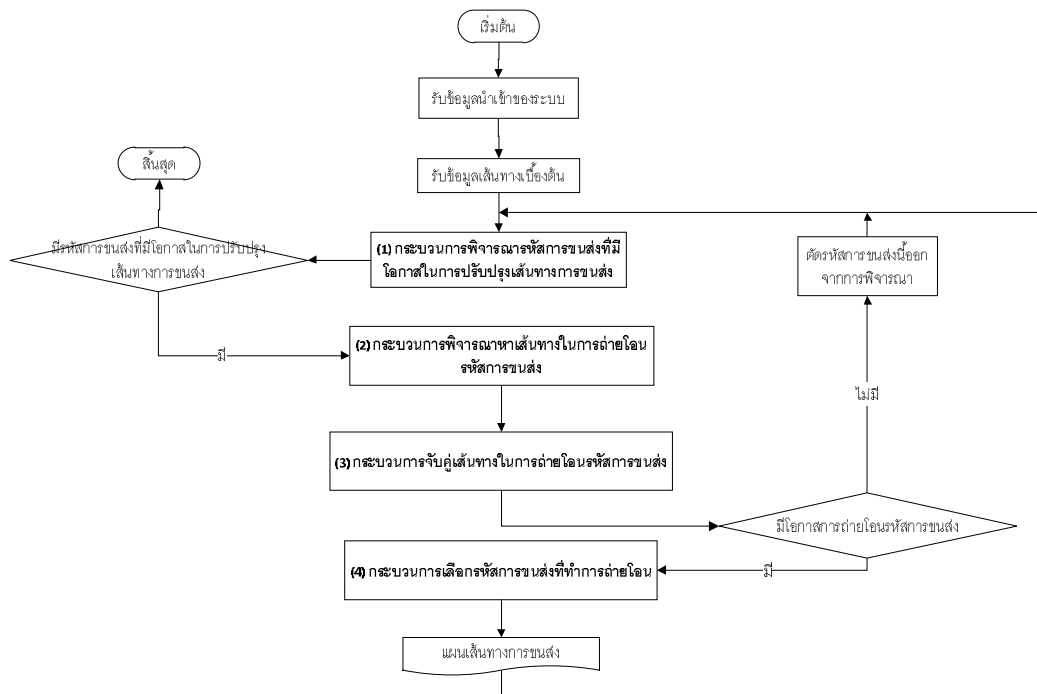 เริ่มต้น
รับข้อมูลนำเข้าของระบบ
รับข้อมูลเส้นทางเบื้องต้น
สิ้นสุด
(1) กระบวนการพิจารณารหัสการขนส่งที่มี
โอกาสในการปรับปรุงเส้นทางการขนส่ง
มีรหัสการขนส่งที่มีโอกาสในการปรับปรุง
เส้นทางการขนส่ง
ตัดรหัสการขนส่งนี้ออก
จากการพิจารณา
มี
(2) กระบวนการพิจารณาหาเส้นทางในการถ่ายโอน
รหัสการขนส่ง
ไม่มี
(3) กระบวนการจับคู่เส้นทางในการถ่ายโอนรหัสการขนส่ง
มีโอกาสการถ่ายโอนรหัสการขนส่ง
มี
(4) กระบวนการเลือกรหัสการขนส่งที่ทำการถ่ายโอน
แผนเส้นทางการขนส่ง